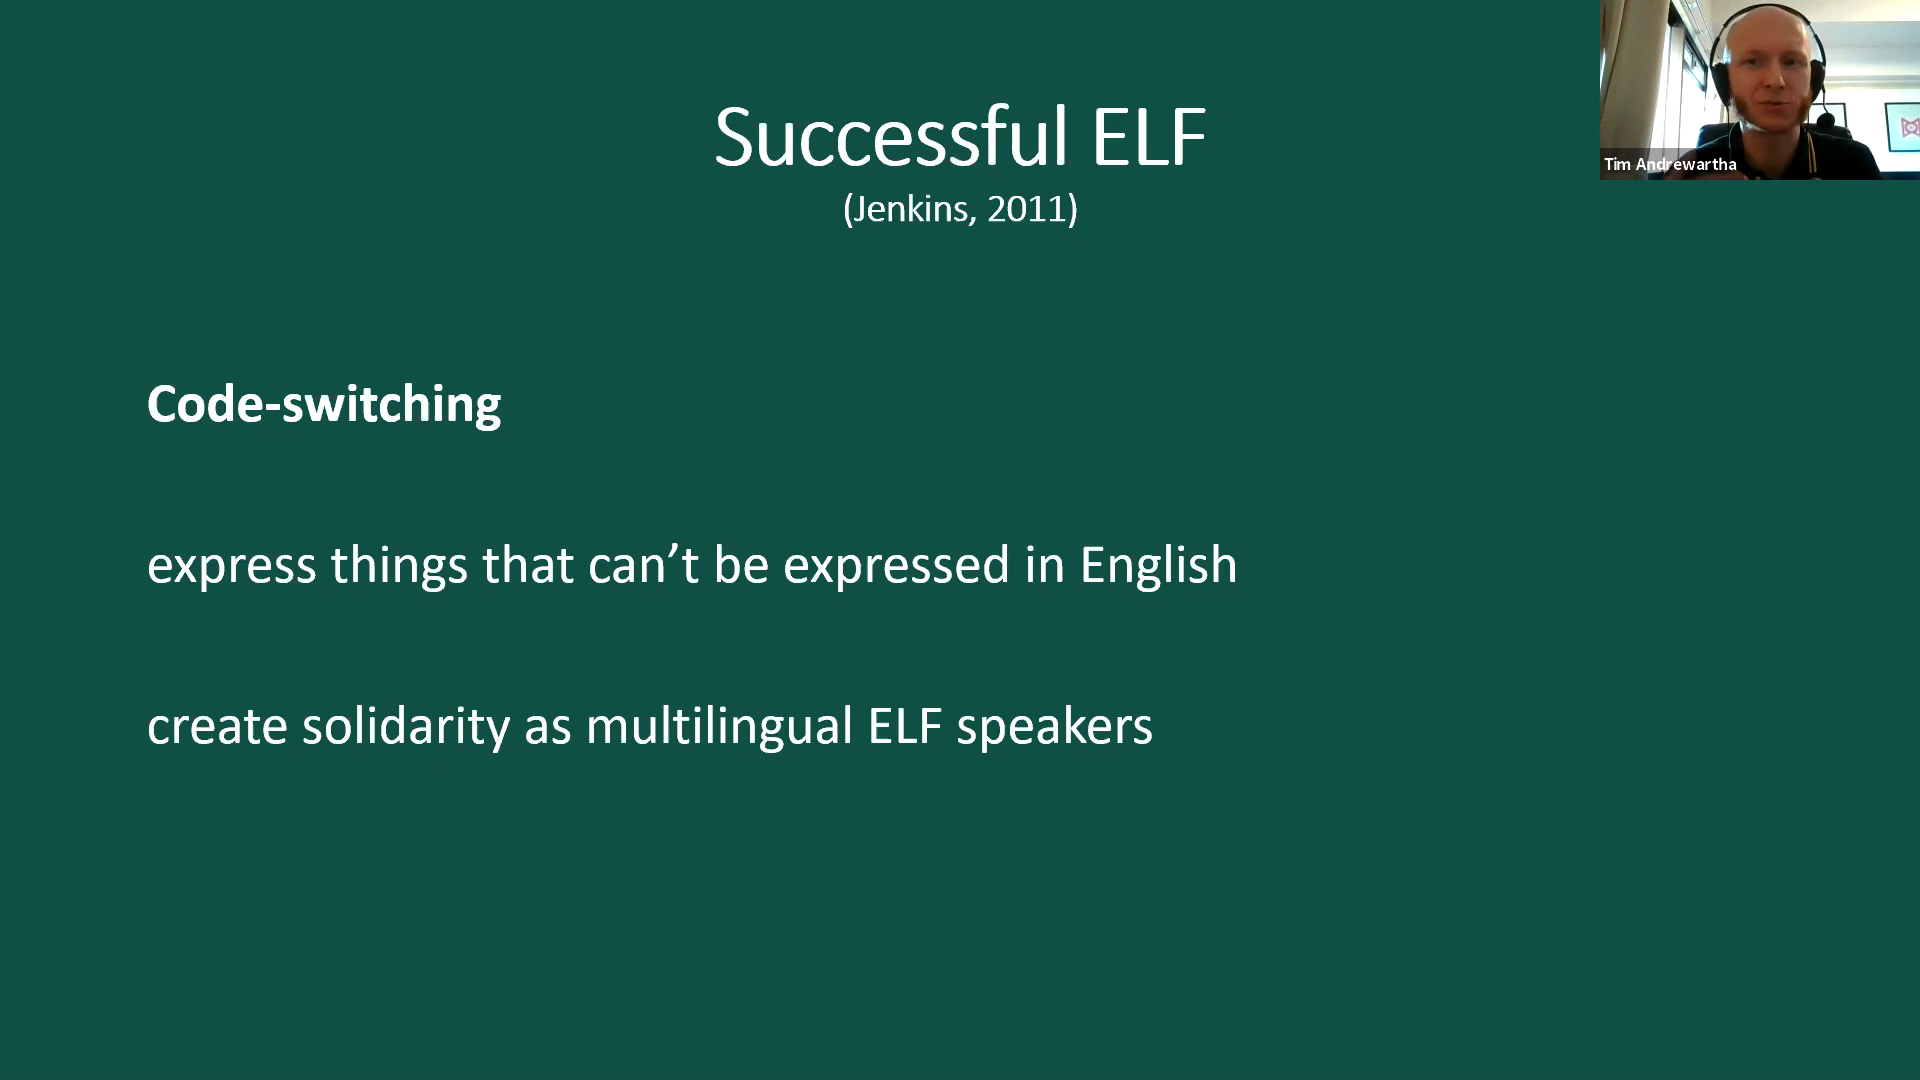 Successful ELF
(Jenkins, 2011)
Code-switching
express things that can’t be expressed in English
create solidarity as multilingual ELF speakers
Tim Andrewartha